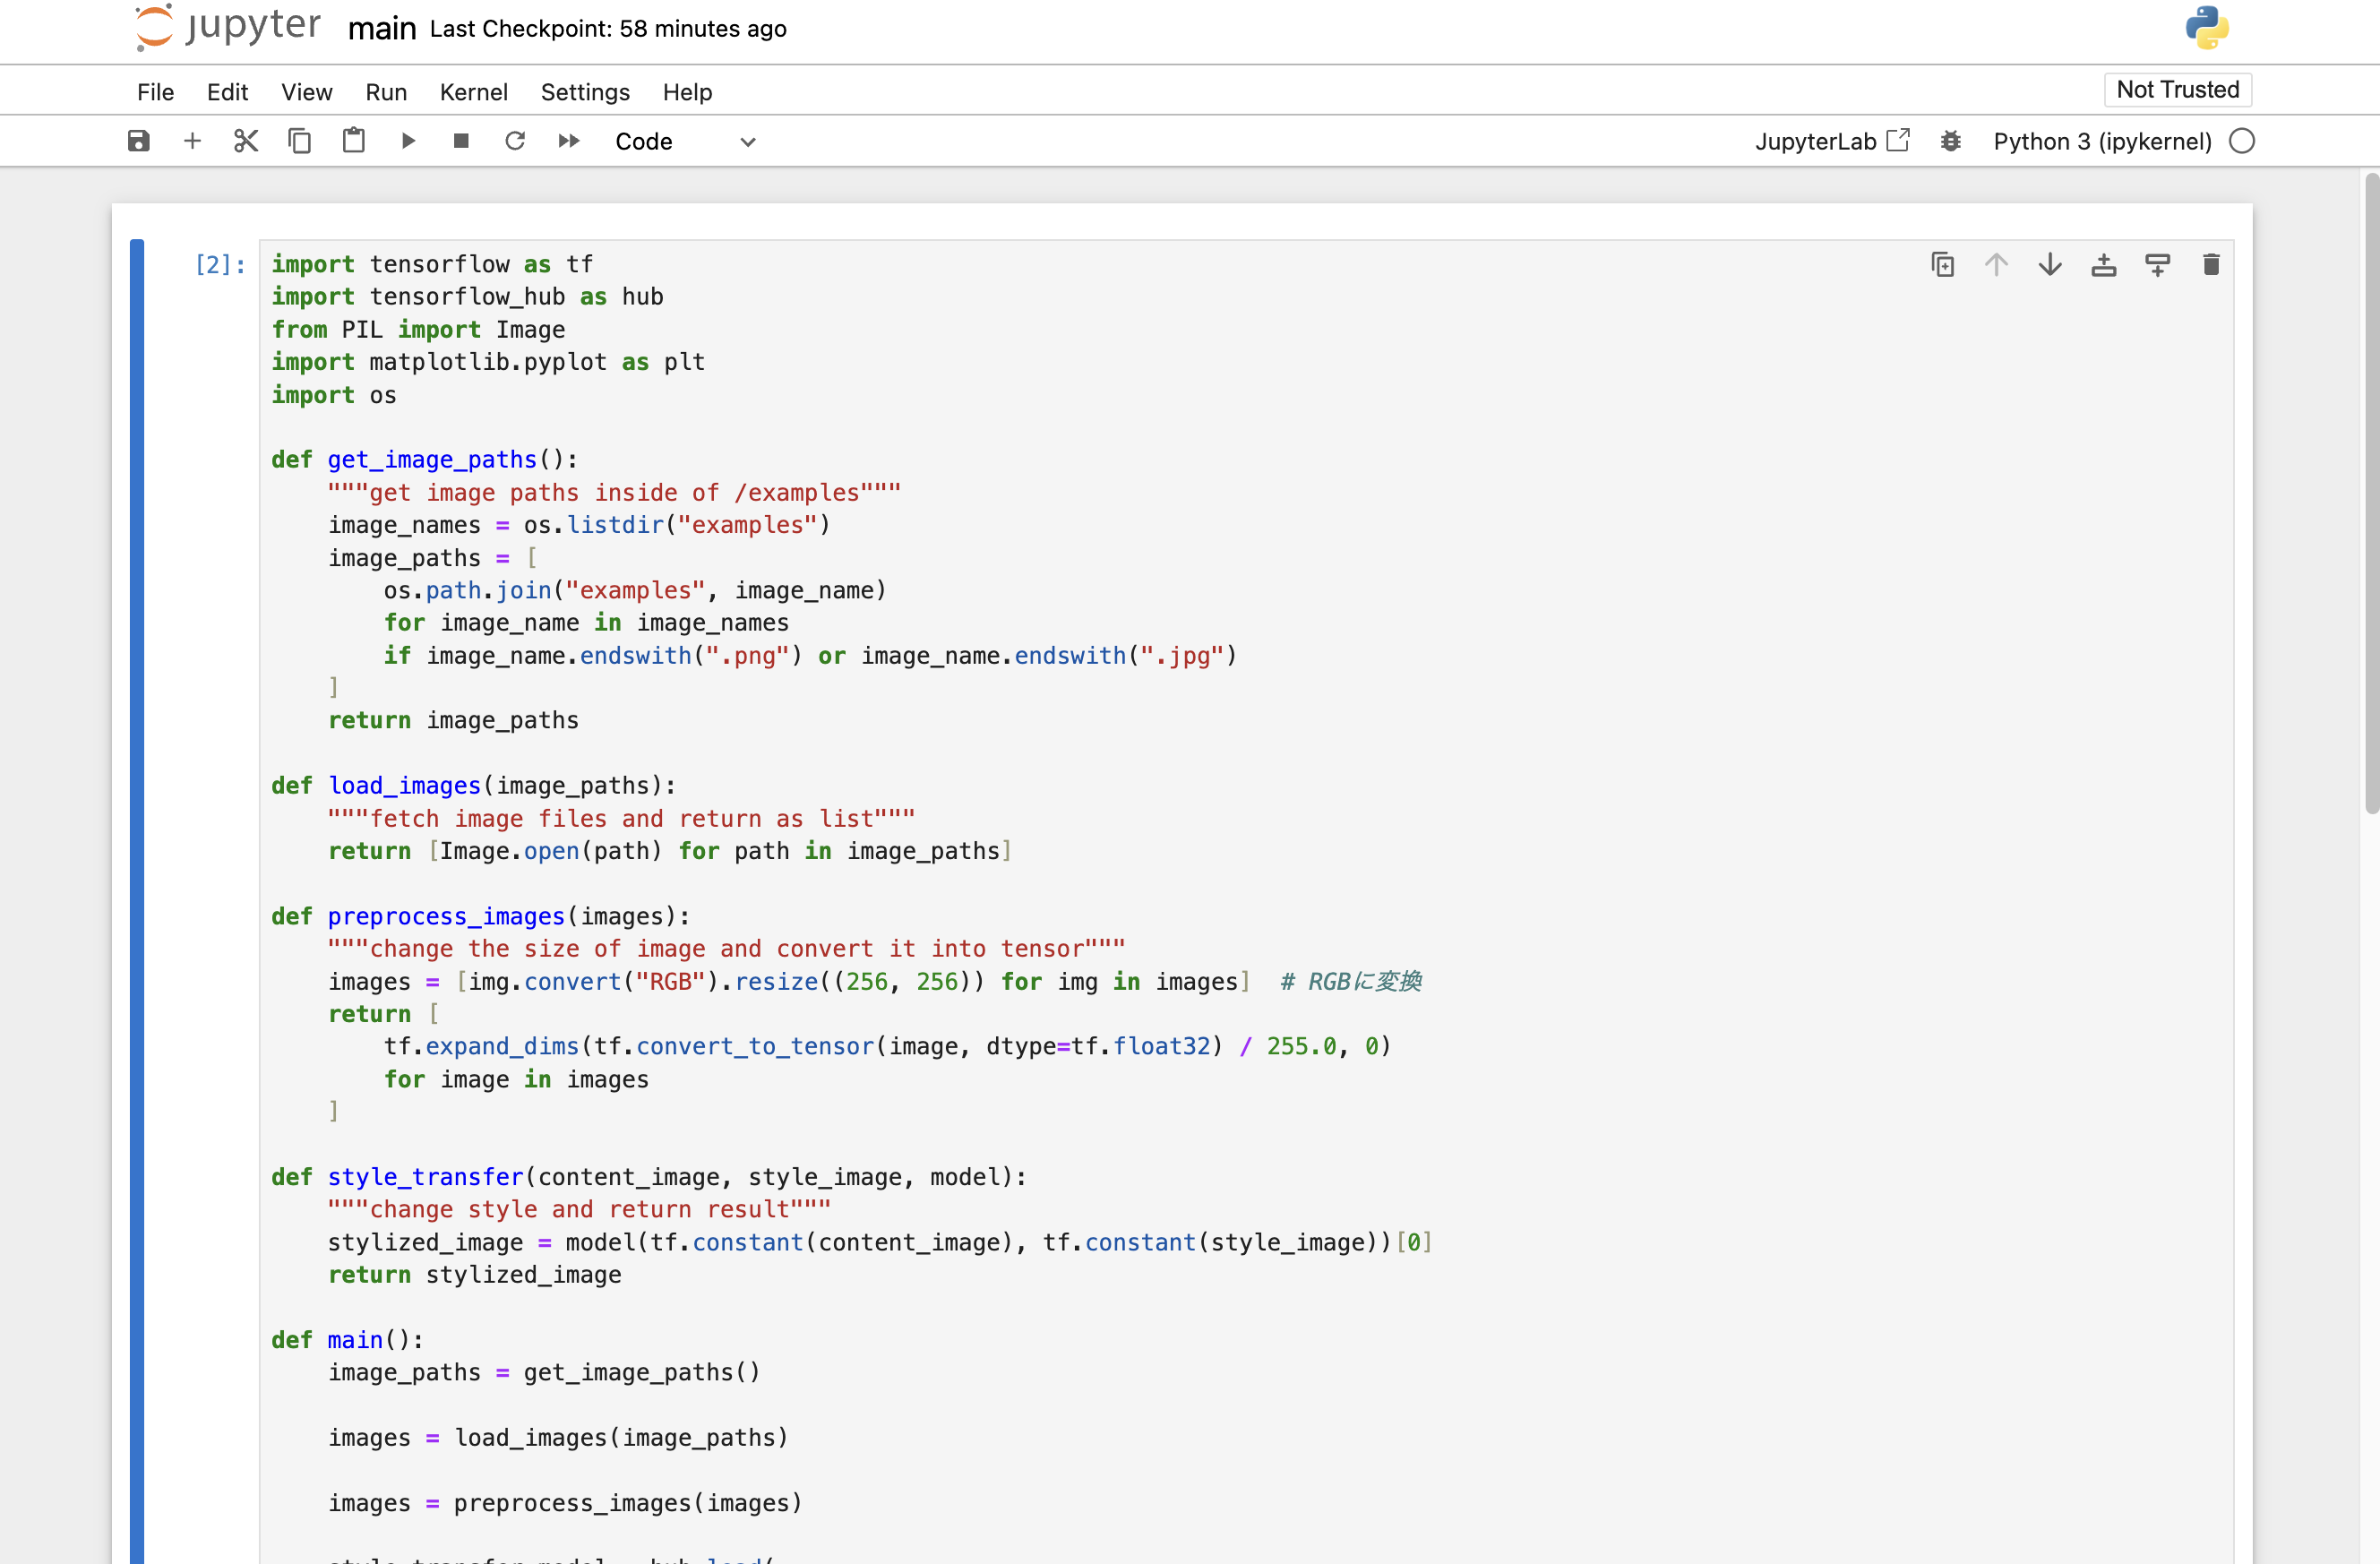 jupyter main Last Checkpoint: 58 minutes ago
File Edit View Run Kernel Settings Help Not Trusted
Code JupyterLab Python 3 (ipykernel)
[2]: import tensorflow as tf
import tensorflow_hub as hub
from PIL import Image
import matplotlib.pyplot as plt
import os
def get_image_paths():
    """get image paths inside of /examples"""
    image_names = os.listdir("examples")
    image_paths = [
        os.path.join("examples", image_name)
        for image_name in image_names
        if image_name.endswith(".png") or image_name.endswith(".jpg")
    ]
    return image_paths
def load_images(image_paths):
    """fetch image files and return as list"""
    return [Image.open(path) for path in image_paths]
def preprocess_images(images):
    """change the size of image and convert it into tensor"""
    images = [img.convert("RGB").resize((256, 256)) for img in images]  # RGBに変換
    return [
        tf.expand_dims(tf.convert_to_tensor(image, dtype=tf.float32) / 255.0, 0)
        for image in images
    ]
def style_transfer(content_image, style_image, model):
    """change style and return result"""
    stylized_image = model(tf.constant(content_image), tf.constant(style_image))[0]
    return stylized_image
def main():
    image_paths = get_image_paths()
    images = load_images(image_paths)
    images = preprocess_images(images)